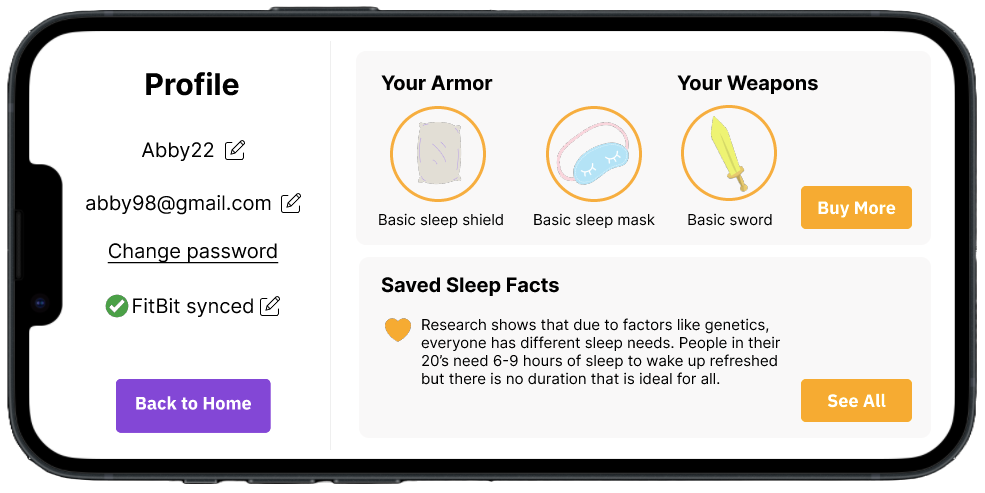 Profile
Abby22
abby98@gmail.com
Change password
FitBit synced
Back to Home
Your Armor
Your Weapons
Basic sleep shield
Basic sleep mask
Basic sword
Buy More
Saved Sleep Facts
Research shows that due to factors like genetics,
everyone has different sleep needs. People in their
20’s need 6-9 hours of sleep to wake up refreshed
but there is no duration that is ideal for all.
See All